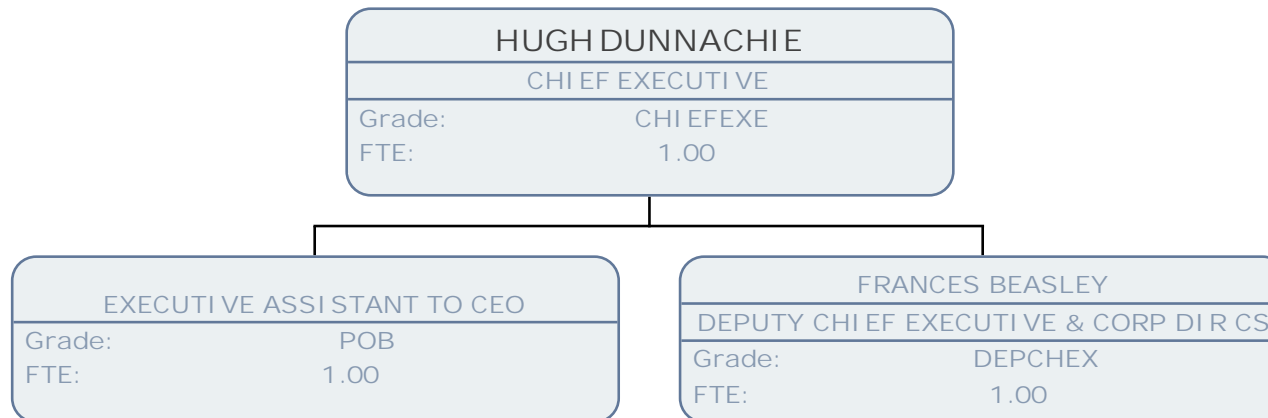 HUGH DUNNACHIE
CHIEF EXECUTIVE
Grade: CHIEFEXE
FTE: 1.00
EXECUTIVE ASSISTANT TO CEO
Grade: POB
FTE: 1.00
FRANCES BEASLEY
DEPUTY CHIEF EXECUTIVE & CORP DIR CS
Grade: DEPCHEX
FTE: 1.00